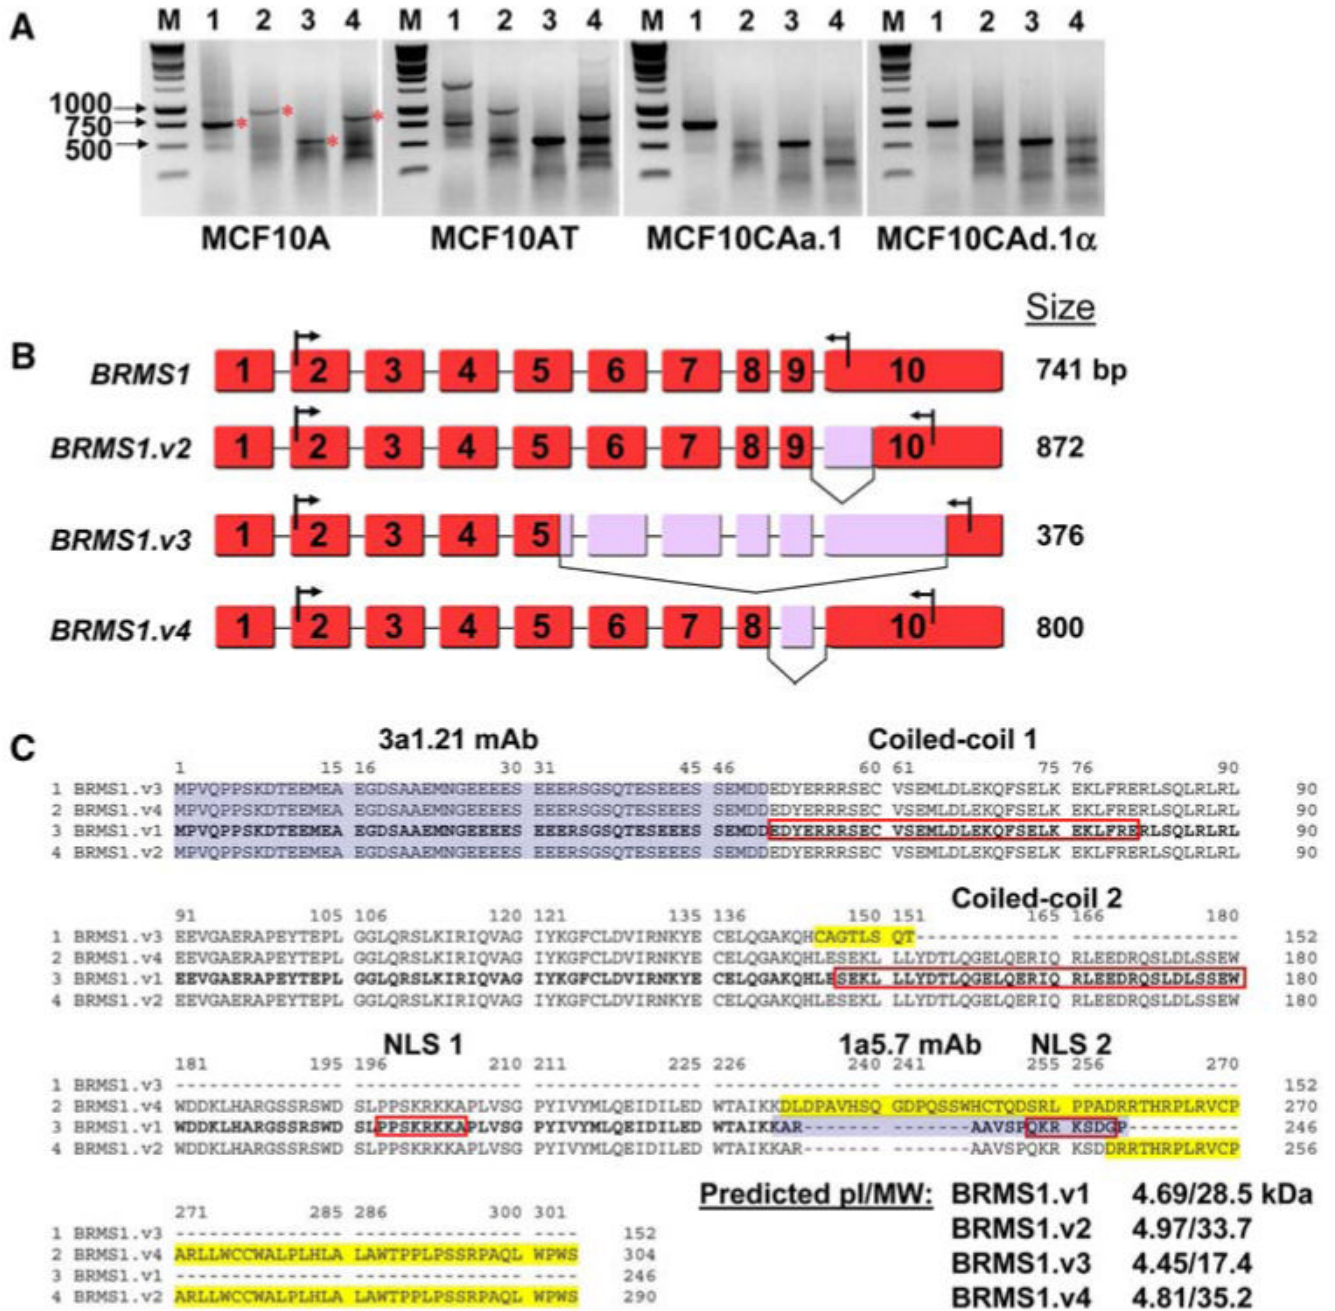 A
M 1 2 3 4 M 1 2 3 4 M 1 2 3 4 M 1 2 3 4
1000
750
500
* * * *
MCF10A MCF10AT MCF10CAa.1 MCF10CAd.1α
Size
B
BRMS1 1 2 3 4 5 6 7 8 9 10 741 bp
BRMS1.v2 1 2 3 4 5 6 7 8 9 10 872
BRMS1.v3 1 2 3 4 5 376
BRMS1.v4 1 2 3 4 5 6 7 8 10 800
C
3a1.21 mAb Coiled-coil 1
1 15 16 30 31 45 46 60 61 75 76 90
1 BRMS1.v3 MPVQPPSKDTEEMEA EGDSAAEMNGEEEES EEERSGSQTESEEES SEMDDEDYERRRSEC VSEMLDLEKQFSELK EKLFRERLSQLRLRL 90
2 BRMS1.v4 MPVQPPSKDTEEMEA EGDSAAEMNGEEEES EEERSGSQTESEEES SEMDDEDYERRRSEC VSEMLDLEKQFSELK EKLFRERLSQLRLRL 90
3 BRMS1.v1 MPVQPPSKDTEEMEA EGDSAAEMNGEEEES EEERSGSQTESEEES SEMDDEDYERRRSEC VSEMLDLEKQFSELK EKLFRERLSQLRLRL 90
4 BRMS1.v2 MPVQPPSKDTEEMEA EGDSAAEMNGEEEES EEERSGSQTESEEES SEMDDEDYERRRSEC VSEMLDLEKQFSELK EKLFRERLSQLRLRL 90
Coiled-coil 2
91 105 106 120 121 135 136 150 151 165 166 180
1 BRMS1.v3 EEVGAERAPEYTEPL GGLQRSLKIRIQVAG IYKGFCLDVIRNKYE CELQGAKQHCAGTLS QT------------- --------------- 152
2 BRMS1.v4 EEVGAERAPEYTEPL GGLQRSLKIRIQVAG IYKGFCLDVIRNKYE CELQGAKQHLESEKL LLYDTLQGELQERIQ RLEEDRQSLDLSSEW 180
3 BRMS1.v1 EEVGAERAPEYTEPL GGLQRSLKIRIQVAG IYKGFCLDVIRNKYE CELQGAKQHLESEKL LLYDTLQGELQERIQ RLEEDRQSLDLSSEW 180
4 BRMS1.v2 EEVGAERAPEYTEPL GGLQRSLKIRIQVAG IYKGFCLDVIRNKYE CELQGAKQHLESEKL LLYDTLQGELQERIQ RLEEDRQSLDLSSEW 180
NLS 1 1a5.7 mAb NLS 2
181 195 196 210 211 225 226 240 241 255 256 270
1 BRMS1.v3 --------------- --------------- --------------- --------------- --------------- --------------- 152
2 BRMS1.v4 WDDKLHARGSSRSWD SLPPSKRKKAPLVSG PYIVYMLQEIDILED WTAIKKDLDPAVHSQ GDPQSSWHCTQDSRL PPADRRTHRPLRVCP 270
3 BRMS1.v1 WDDKLHARGSSRSWD SLPPSKRKKAPLVSG PYIVYMLQEIDILED WTAIKKAR------- -------AAVSPQKR KSDGP---------- 246
4 BRMS1.v2 WDDKLHARGSSRSWD SLPPSKRKKAPLVSG PYIVYMLQEIDILED WTAIKKAR------- -------AAVSPQKR KSDDRRTHRPLRVCP 256
271 285 286 300 301
1 BRMS1.v3 --------------- --------------- ---- 152
2 BRMS1.v4 ARLLWCCWALPLHLA LAWTPPLPSSRPAQL WPWS 304
3 BRMS1.v1 --------------- --------------- ---- 246
4 BRMS1.v2 ARLLWCCWALPLHLA LAWTPPLPSSRPAQL WPWS 290
Predicted pI/MW: BRMS1.v1 4.69/28.5 kDa
BRMS1.v2 4.97/33.7
BRMS1.v3 4.45/17.4
BRMS1.v4 4.81/35.2